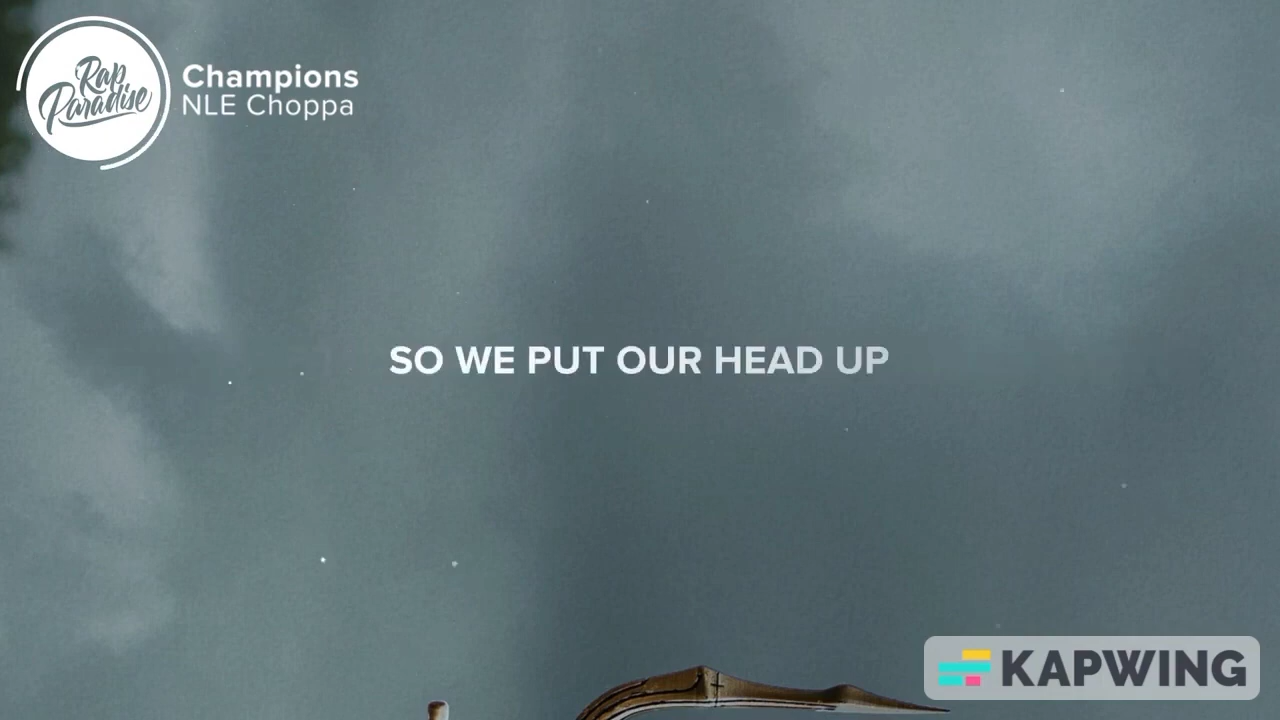 Rap
Paradise
Champions
NLE Choppa
SO WE PUT OUR HEAD UP
KAPWING